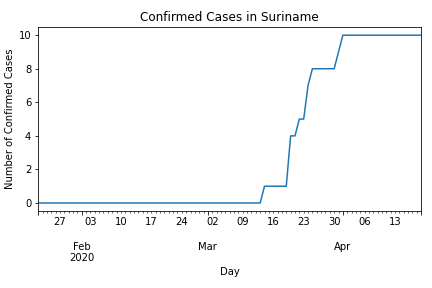 Confirmed Cases in Suriname
Number of Confirmed Cases
10
8
6
4
2
0
27 03 10 17 24 02 09 16 23 30 06 13
Feb Mar Apr
2020
Day